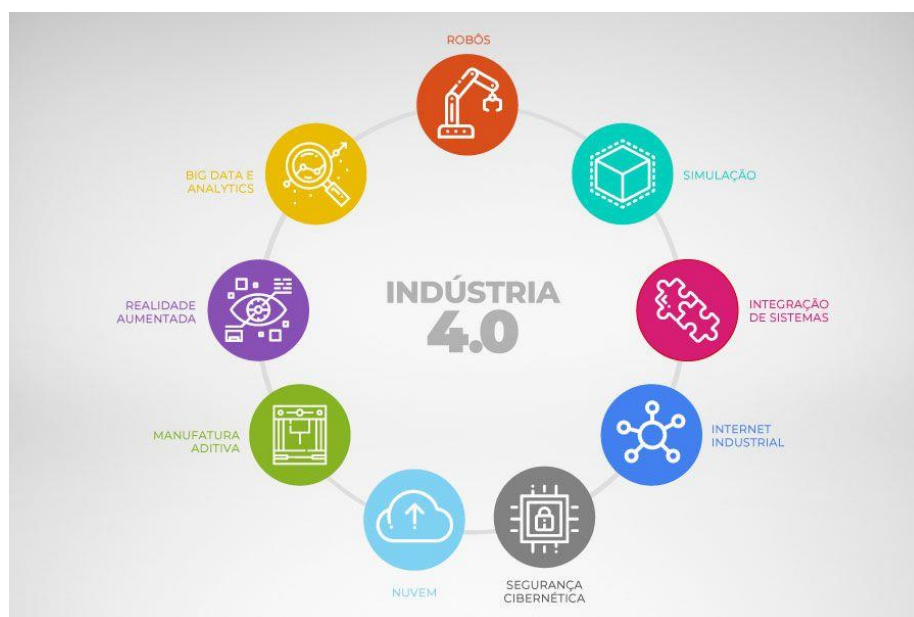 ROBÔS
SIMULAÇÃO
INTEGRAÇÃO
DE SISTEMAS
INTERNET
INDUSTRIAL
SEGURANÇA
CIBERNÉTICA
NUVEM
MANUFATURA
ADITIVA
REALIDADE
AUMENTADA
BIG DATA E
ANALYTICS
INDÚSTRIA
4.0